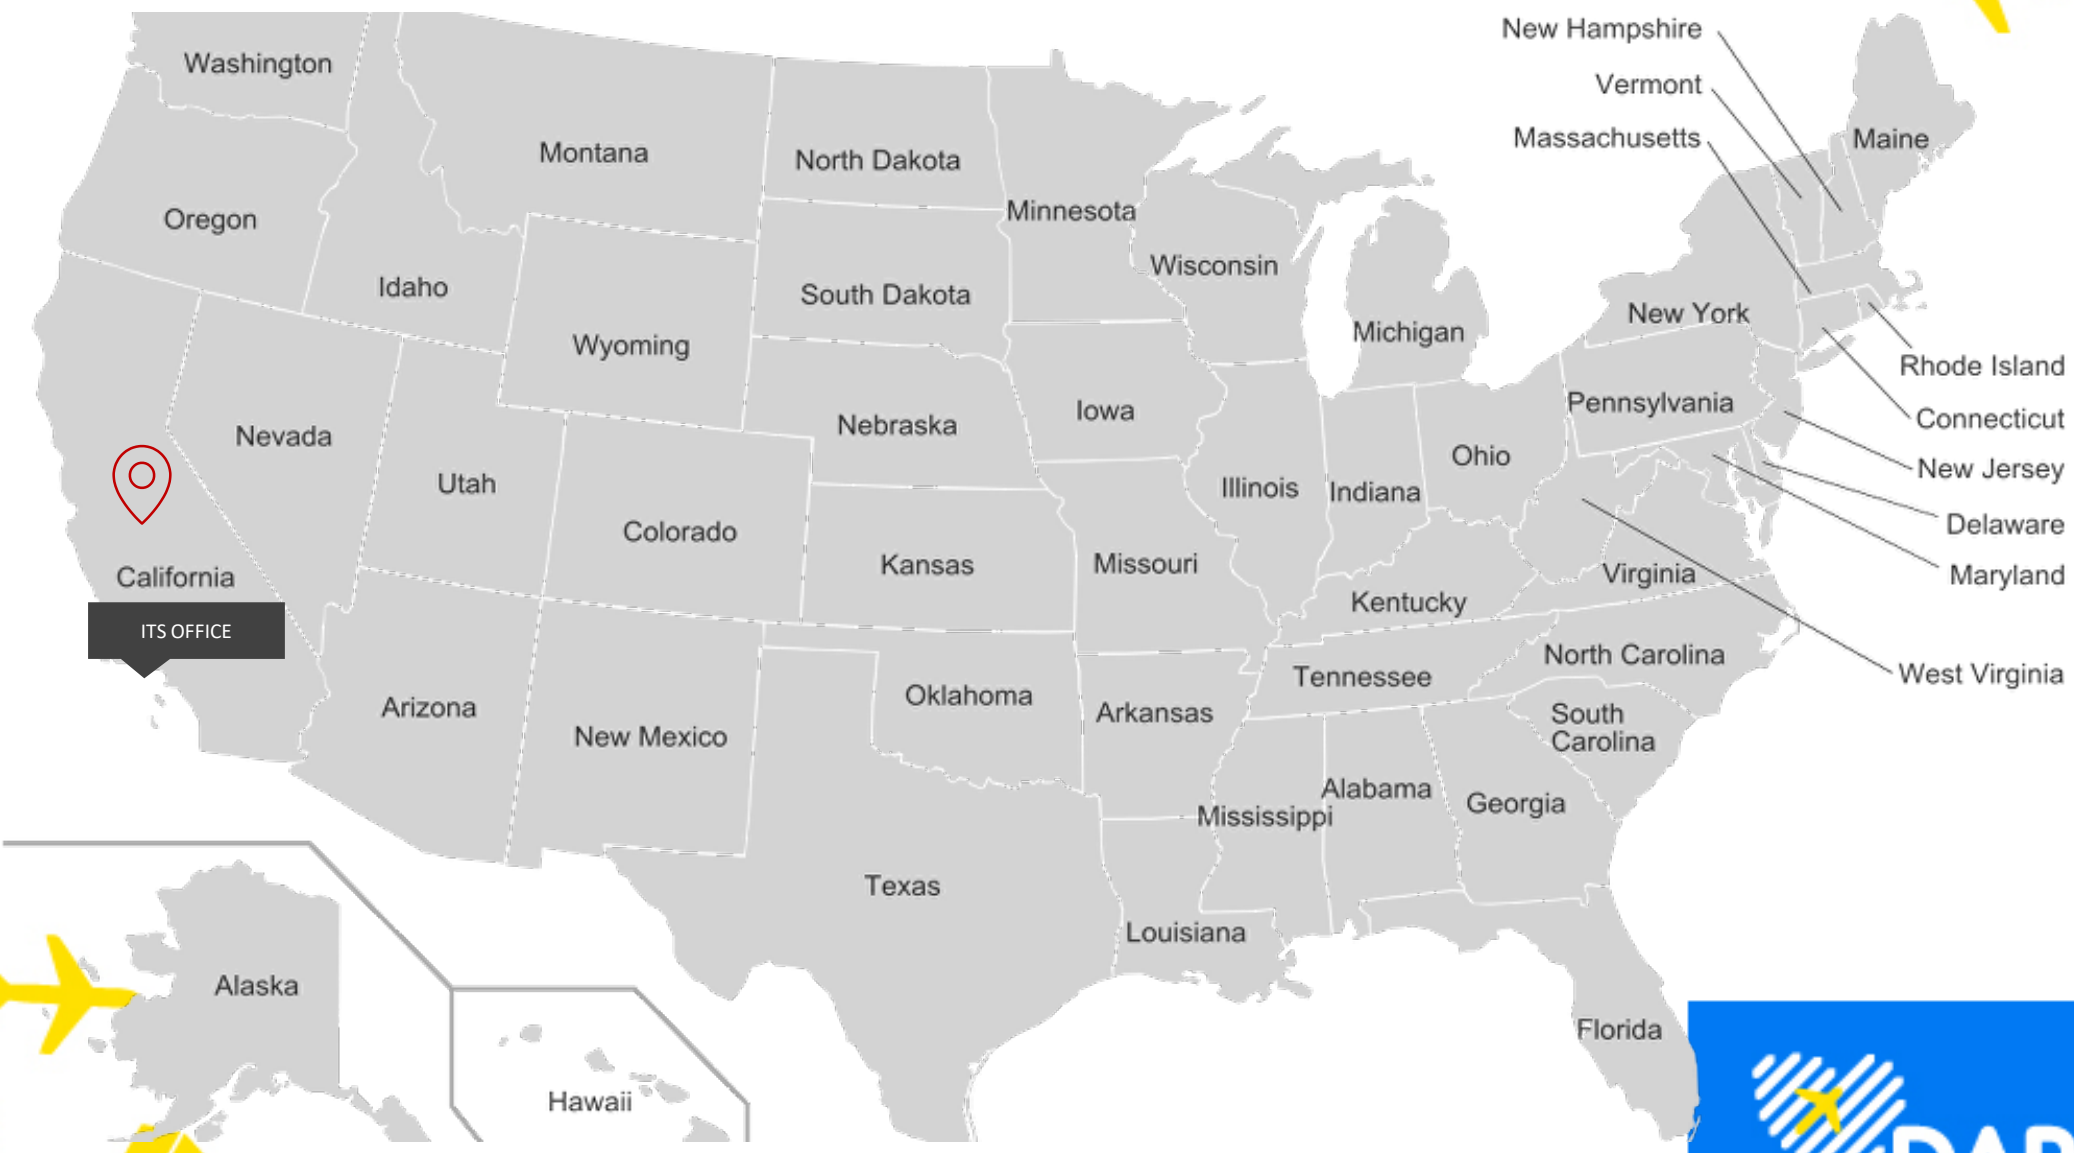 New Hampshire
Washington
Vermont
Massachusetts
Maine
Montana
North Dakota
Minnesota
Oregon
Wisconsin
Idaho
South Dakota
New York
Michigan
Wyoming
Rhode Island
Pennsylvania
Iowa
Connecticut
Nebraska
Nevada
Ohio
New Jersey
Utah
Illinois
Indiana
Delaware
Colorado
Kansas
Missouri
Virginia
Maryland
California
Kentucky
ITS OFFICE
North Carolina
West Virginia
Tennessee
Oklahoma
Arizona
Arkansas
South
Carolina
New Mexico
Alabama
Georgia
Mississippi
Texas
Louisiana
Alaska
Florida
Hawaii